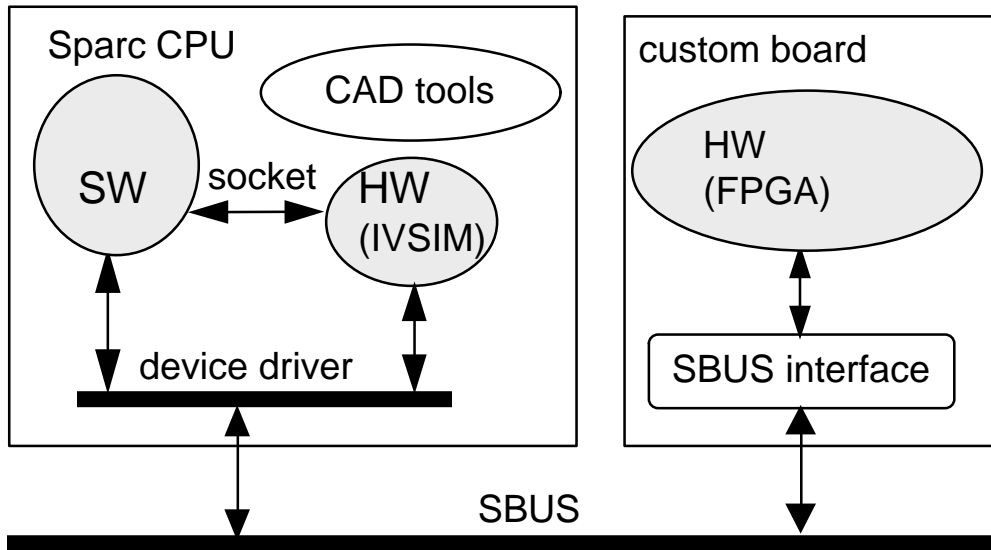 Sparc CPU
CAD tools
SW
socket
HW
(IVSIM)
device driver
custom board
HW
(FPGA)
SBUS interface
SBUS